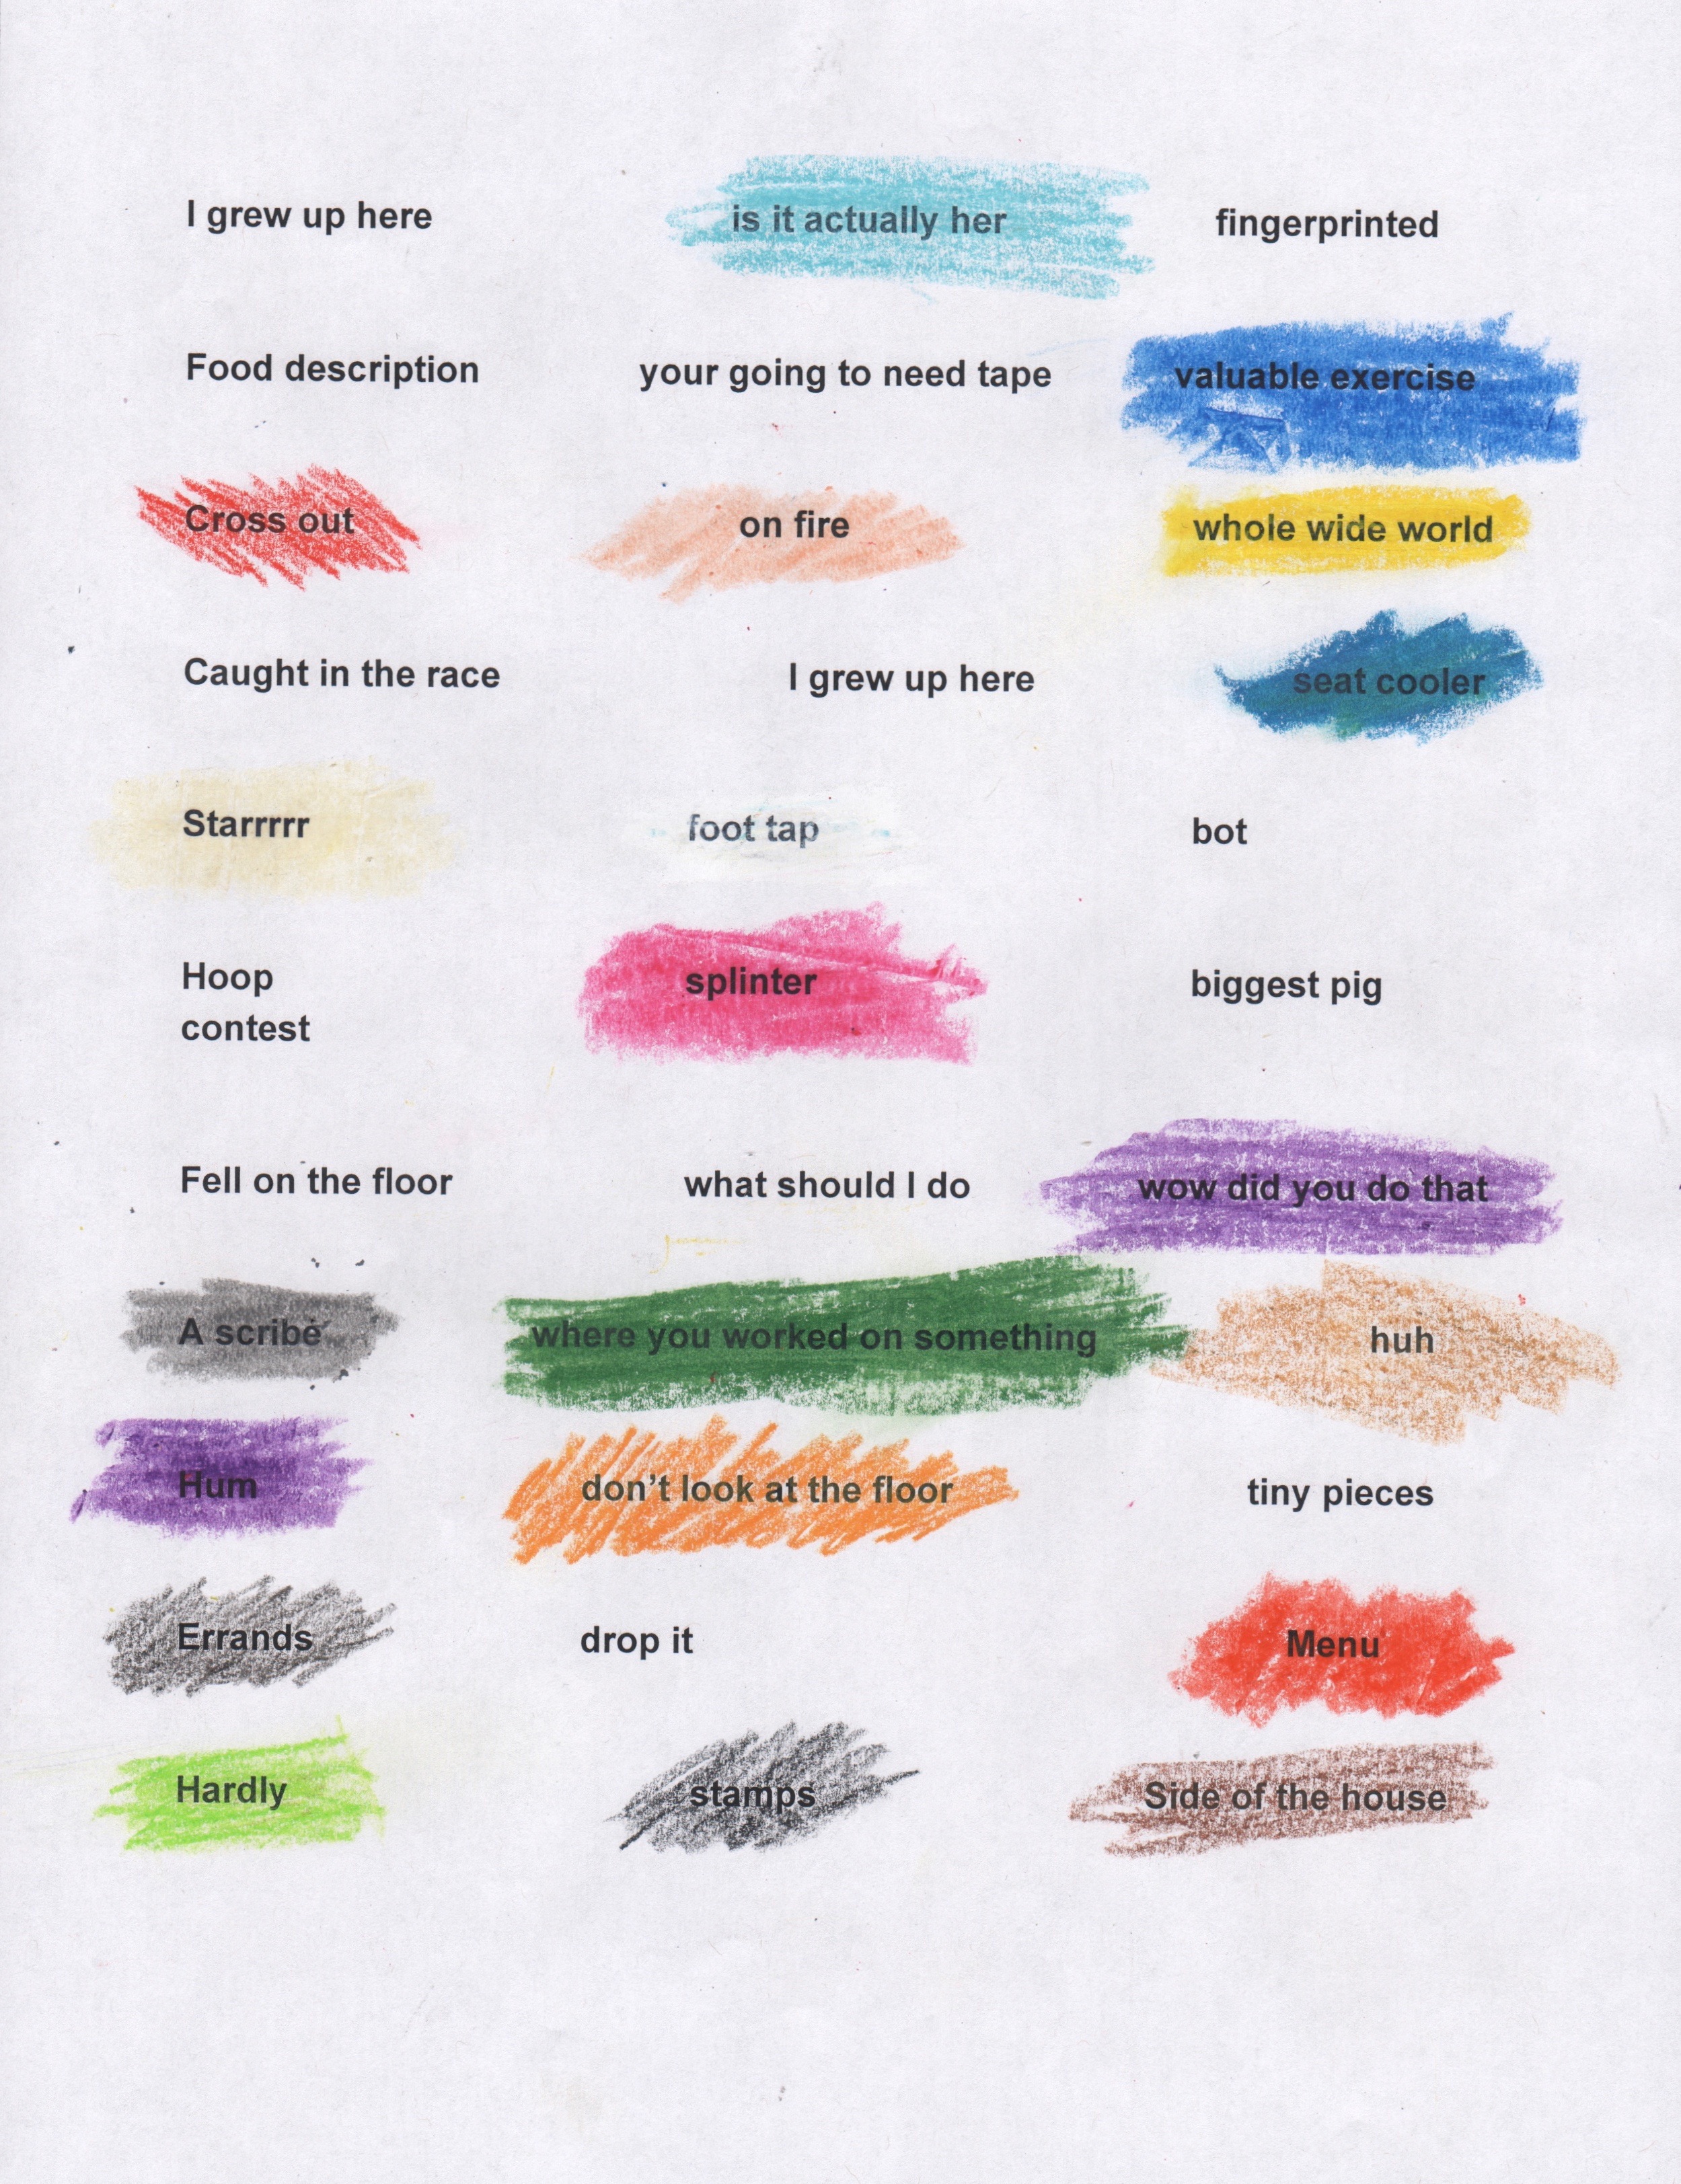 I grew up here is it actually her fingerprinted
Food description your going to need tape valuable exercise
Cross out on fire whole wide world
Caught in the race I grew up here seat cooler
Starrrrr foot tap bot
Hoop splinter biggest pig
contest
Fell on the floor what should I do wow did you do that
A scribe where you worked on something huh
Hum don’t look at the floor tiny pieces
Errands drop it Menu
Hardly stamps Side of the house